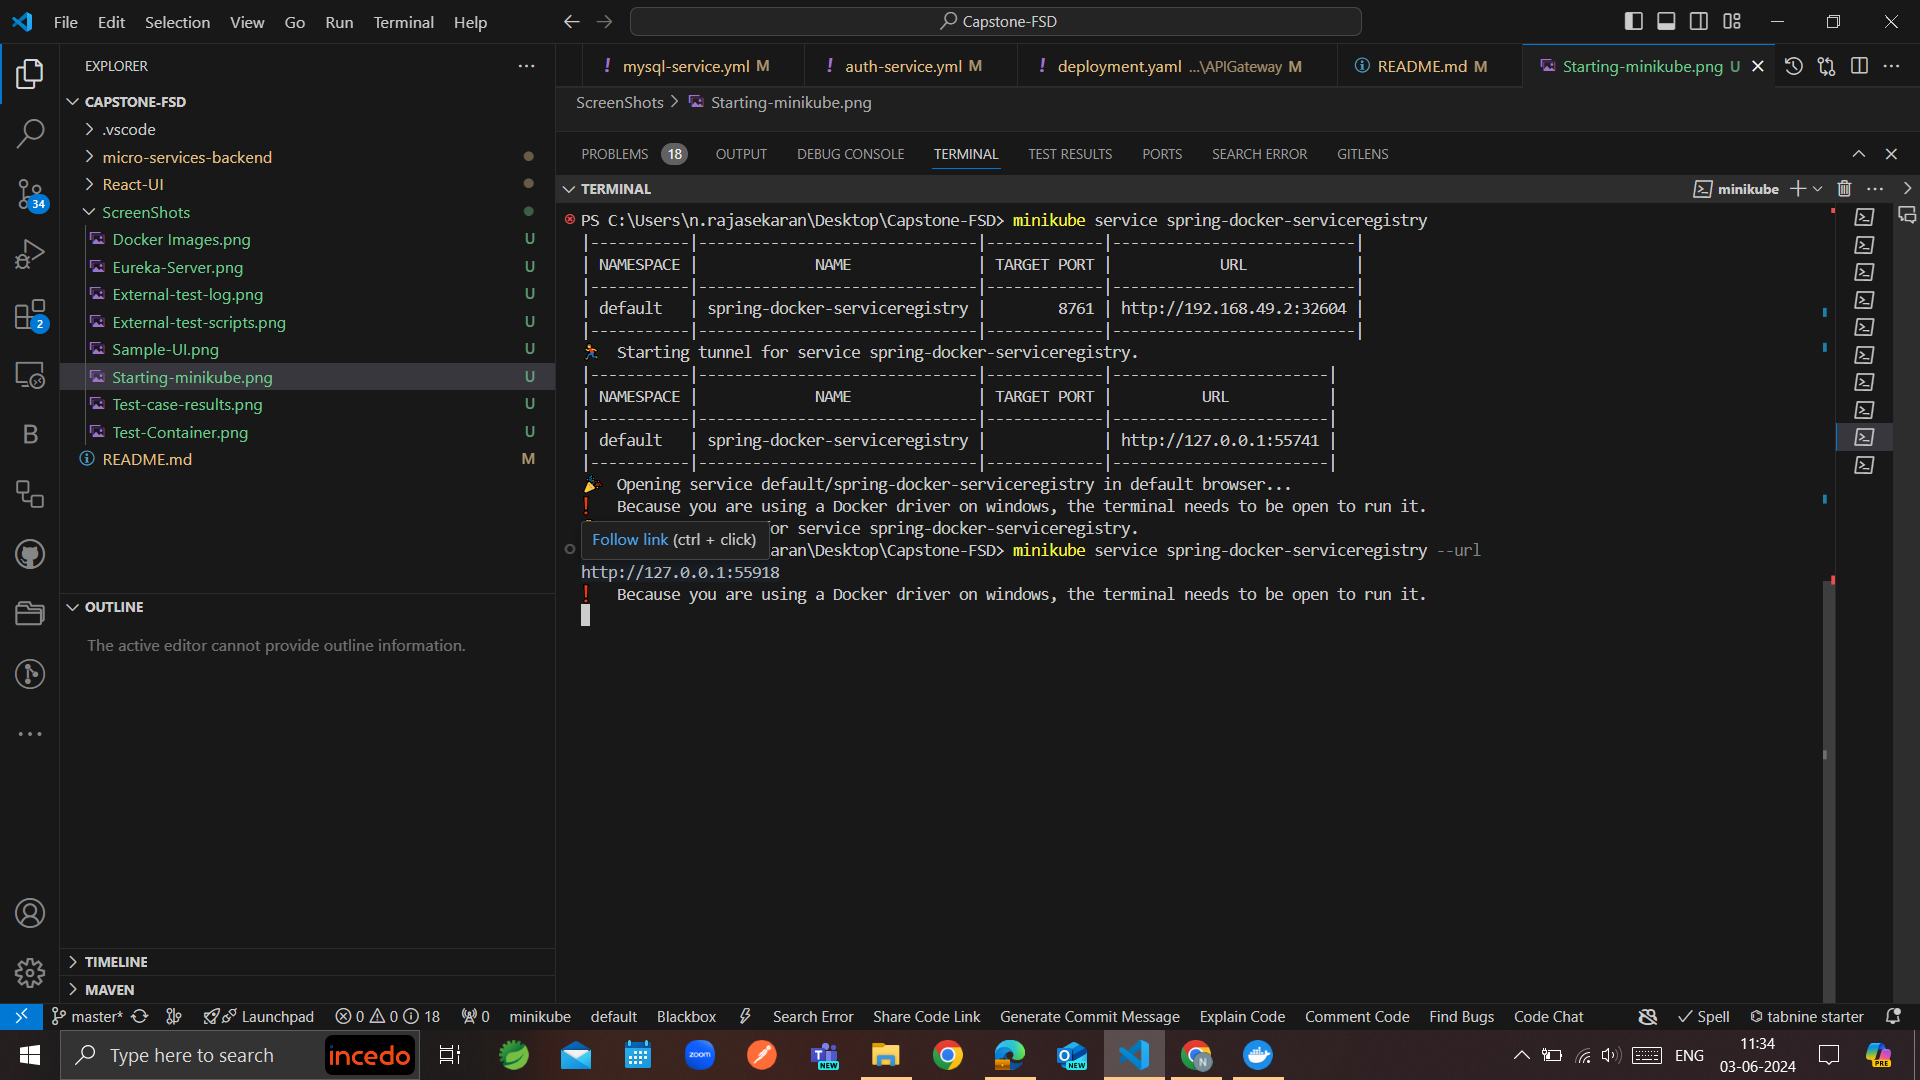 File Edit Selection View Go Run Terminal Help
Capstone-FSD
EXPLORER
CAPSTONE-FSD
.vscode
micro-services-backend
React-UI
ScreenShots
Docker Images.png U
Eureka-Server.png U
External-test-log.png U
External-test-scripts.png U
Sample-UI.png U
Starting-minikube.png U
Test-case-results.png U
Test-Container.png U
README.md M
34
2
B
OUTLINE
The active editor cannot provide outline information.
TIMELINE
MAVEN
! mysql-service.yml M ! auth-service.yml M ! deployment.yaml ...\APIGateway M README.md M Starting-minikube.png U
ScreenShots > Starting-minikube.png
PROBLEMS 18 OUTPUT DEBUG CONSOLE TERMINAL TEST RESULTS PORTS SEARCH ERROR GITLENS
TERMINAL
minikube
PS C:\Users\n.rajasekaran\Desktop\Capstone-FSD> minikube service spring-docker-serviceregistry
|-----------|-------------------------------|-------------|---------------------------|
| NAMESPACE | NAME | TARGET PORT | URL |
|-----------|-------------------------------|-------------|---------------------------|
| default | spring-docker-serviceregistry | 8761 | http://192.168.49.2:32604 |
|-----------|-------------------------------|-------------|---------------------------|
🏃 Starting tunnel for service spring-docker-serviceregistry.
|-----------|-------------------------------|-------------|------------------------|
| NAMESPACE | NAME | TARGET PORT | URL |
|-----------|-------------------------------|-------------|------------------------|
| default | spring-docker-serviceregistry | | http://127.0.0.1:55741 |
|-----------|-------------------------------|-------------|------------------------|
🎉 Opening service default/spring-docker-serviceregistry in default browser...
❗ Because you are using a Docker driver on windows, the terminal needs to be open to run it.
or service spring-docker-serviceregistry.
Follow link (ctrl + click)
karan\Desktop\Capstone-FSD> minikube service spring-docker-serviceregistry --url
http://127.0.0.1:55918
❗ Because you are using a Docker driver on windows, the terminal needs to be open to run it.
master* Launchpad 0 0 18 0 minikube default Blackbox Search Error Share Code Link Generate Commit Message Explain Code Comment Code Find Bugs Code Chat Spell tabnine starter
Type here to search incedo
zoom
NEW
NEW
N
ENG
11:34
03-06-2024
PRE